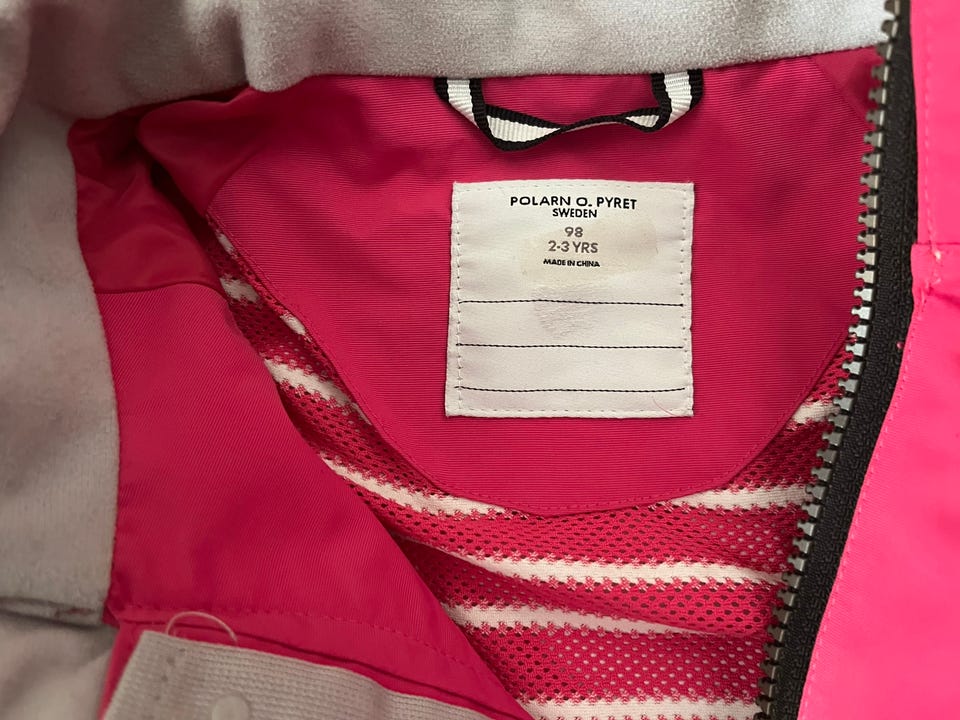 POLARN O. PYRET
SWEDEN
98
2-3 YRS
MADE IN CHINA